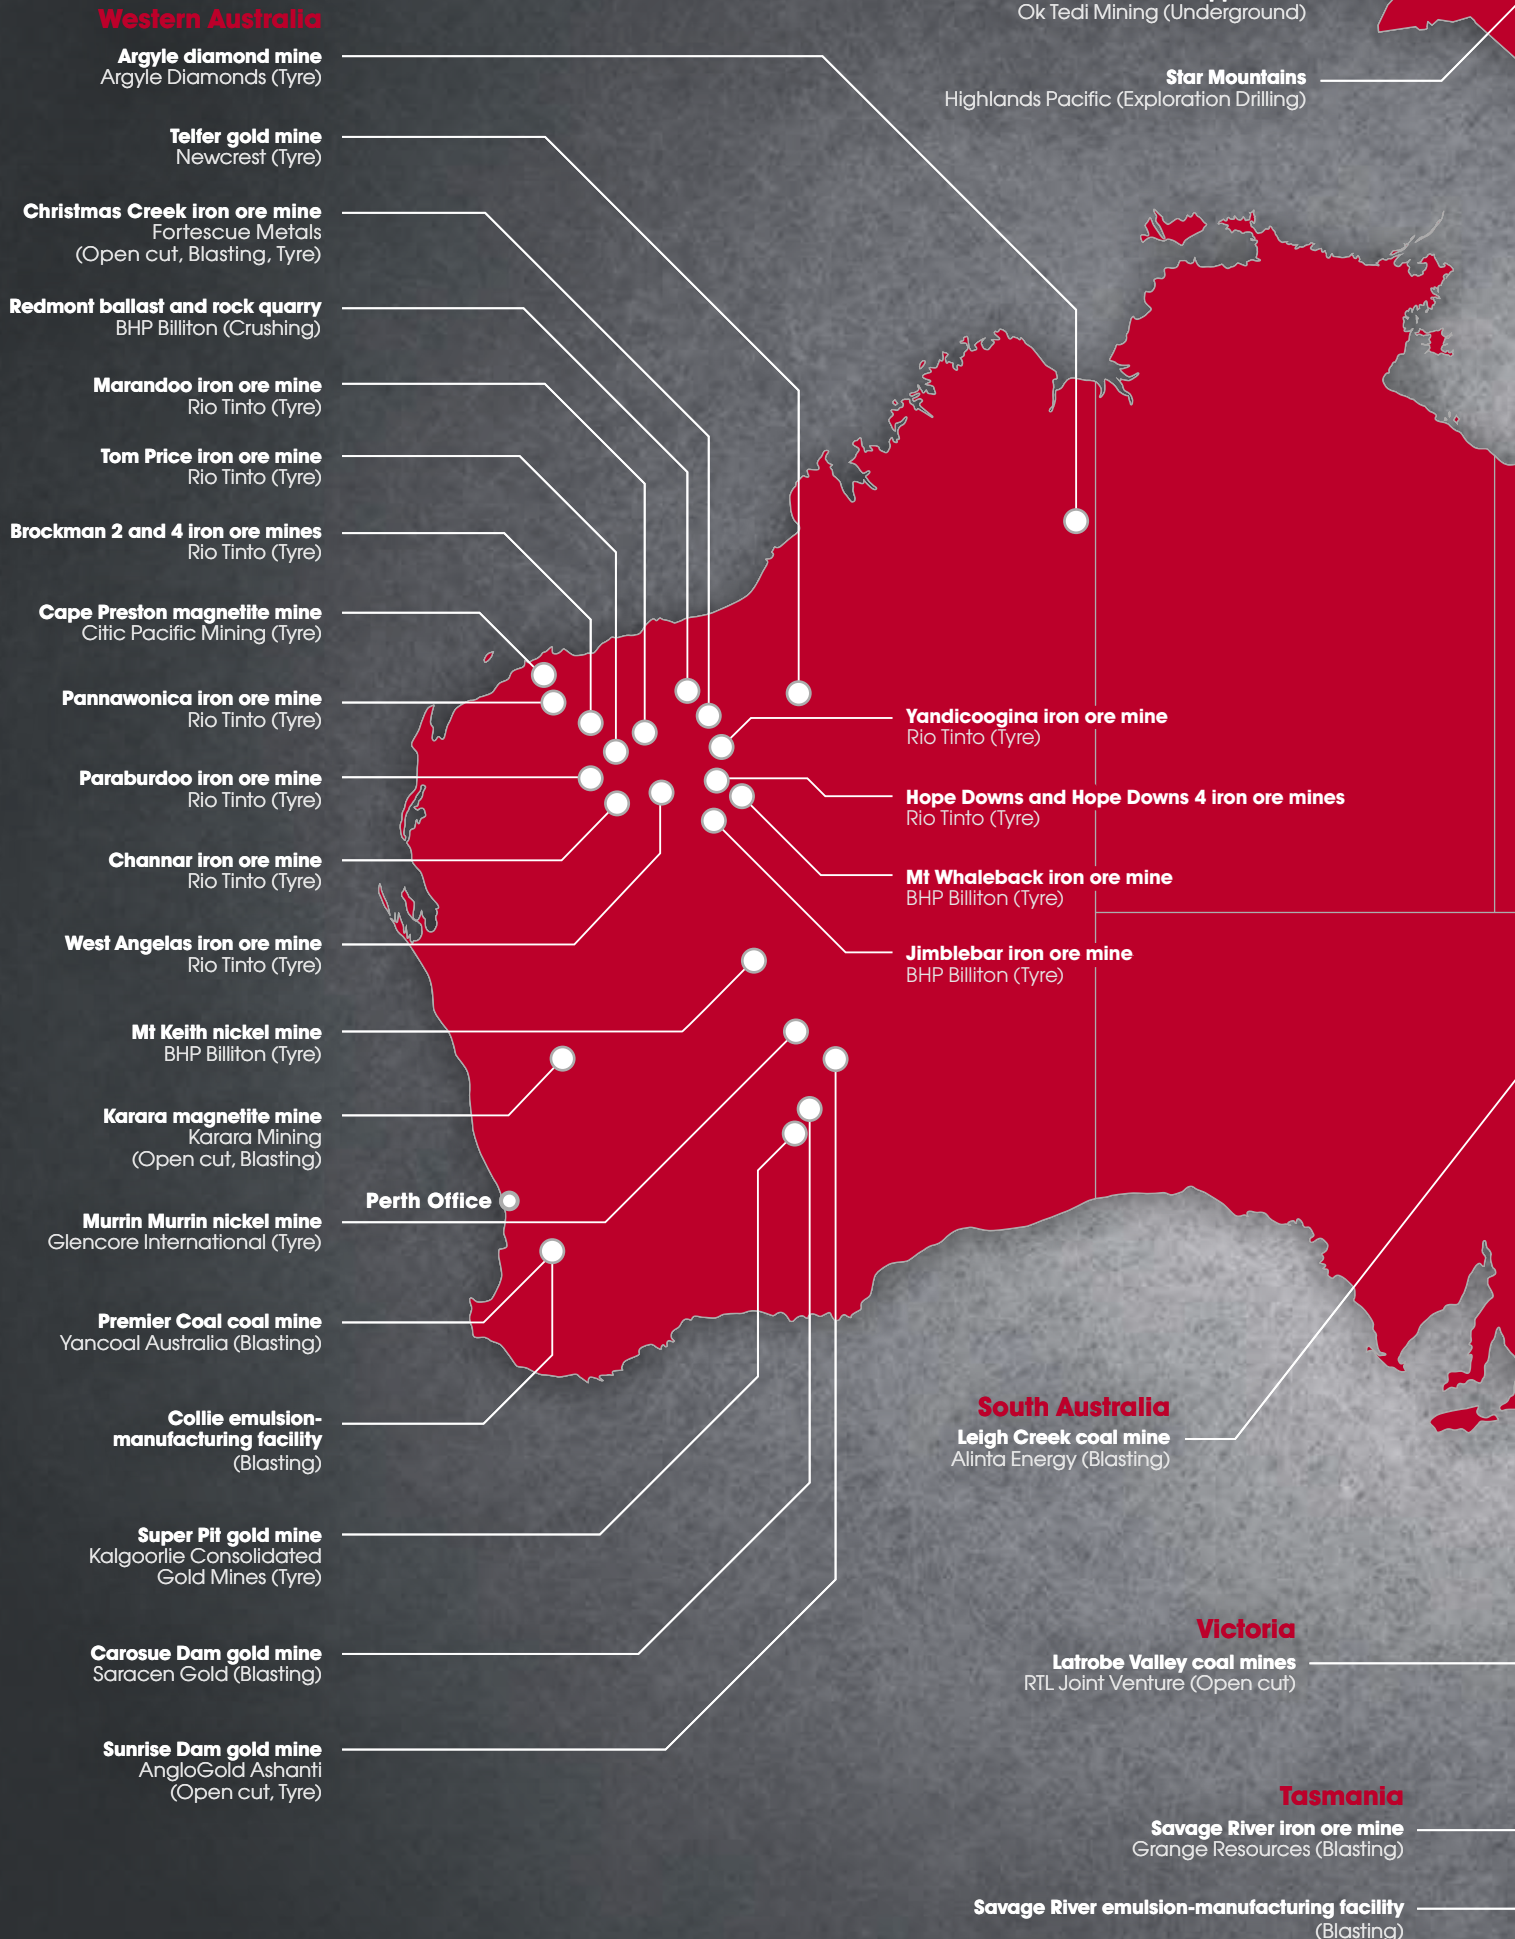 Western Australia
Argyle diamond mine
Argyle Diamonds (Tyre)
Telfer gold mine
Newcrest (Tyre)
Christmas Creek iron ore mine
Fortescue Metals
(Open cut, Blasting, Tyre)
Redmont ballast and rock quarry
BHP Billiton (Crushing)
Marandoo iron ore mine
Rio Tinto (Tyre)
Tom Price iron ore mine
Rio Tinto (Tyre)
Brockman 2 and 4 iron ore mines
Rio Tinto (Tyre)
Cape Preston magnetite mine
Citic Pacific Mining (Tyre)
Pannawonica iron ore mine
Rio Tinto (Tyre)
Paraburdoo iron ore mine
Rio Tinto (Tyre)
Channar iron ore mine
Rio Tinto (Tyre)
West Angelas iron ore mine
Rio Tinto (Tyre)
Mt Keith nickel mine
BHP Billiton (Tyre)
Karara magnetite mine
Karara Mining
(Open cut, Blasting)
Perth Office
Murrin Murrin nickel mine
Glencore International (Tyre)
Premier Coal coal mine
Yancoal Australia (Blasting)
Collie emulsion-
manufacturing facility
(Blasting)
Super Pit gold mine
Kalgoorlie Consolidated
Gold Mines (Tyre)
Carosue Dam gold mine
Saracen Gold (Blasting)
Sunrise Dam gold mine
AngloGold Ashanti
(Open cut, Tyre)
Ok Tedi Mining (Underground)
Star Mountains
Highlands Pacific (Exploration Drilling)
Yandicoogina iron ore mine
Rio Tinto (Tyre)
Hope Downs and Hope Downs 4 iron ore mines
Rio Tinto (Tyre)
Mt Whaleback iron ore mine
BHP Billiton (Tyre)
Jimblebar iron ore mine
BHP Billiton (Tyre)
South Australia
Leigh Creek coal mine
Alinta Energy (Blasting)
Victoria
Latrobe Valley coal mines
RTL Joint Venture (Open cut)
Tasmania
Savage River iron ore mine
Grange Resources (Blasting)
Savage River emulsion-manufacturing facility
(Blasting)